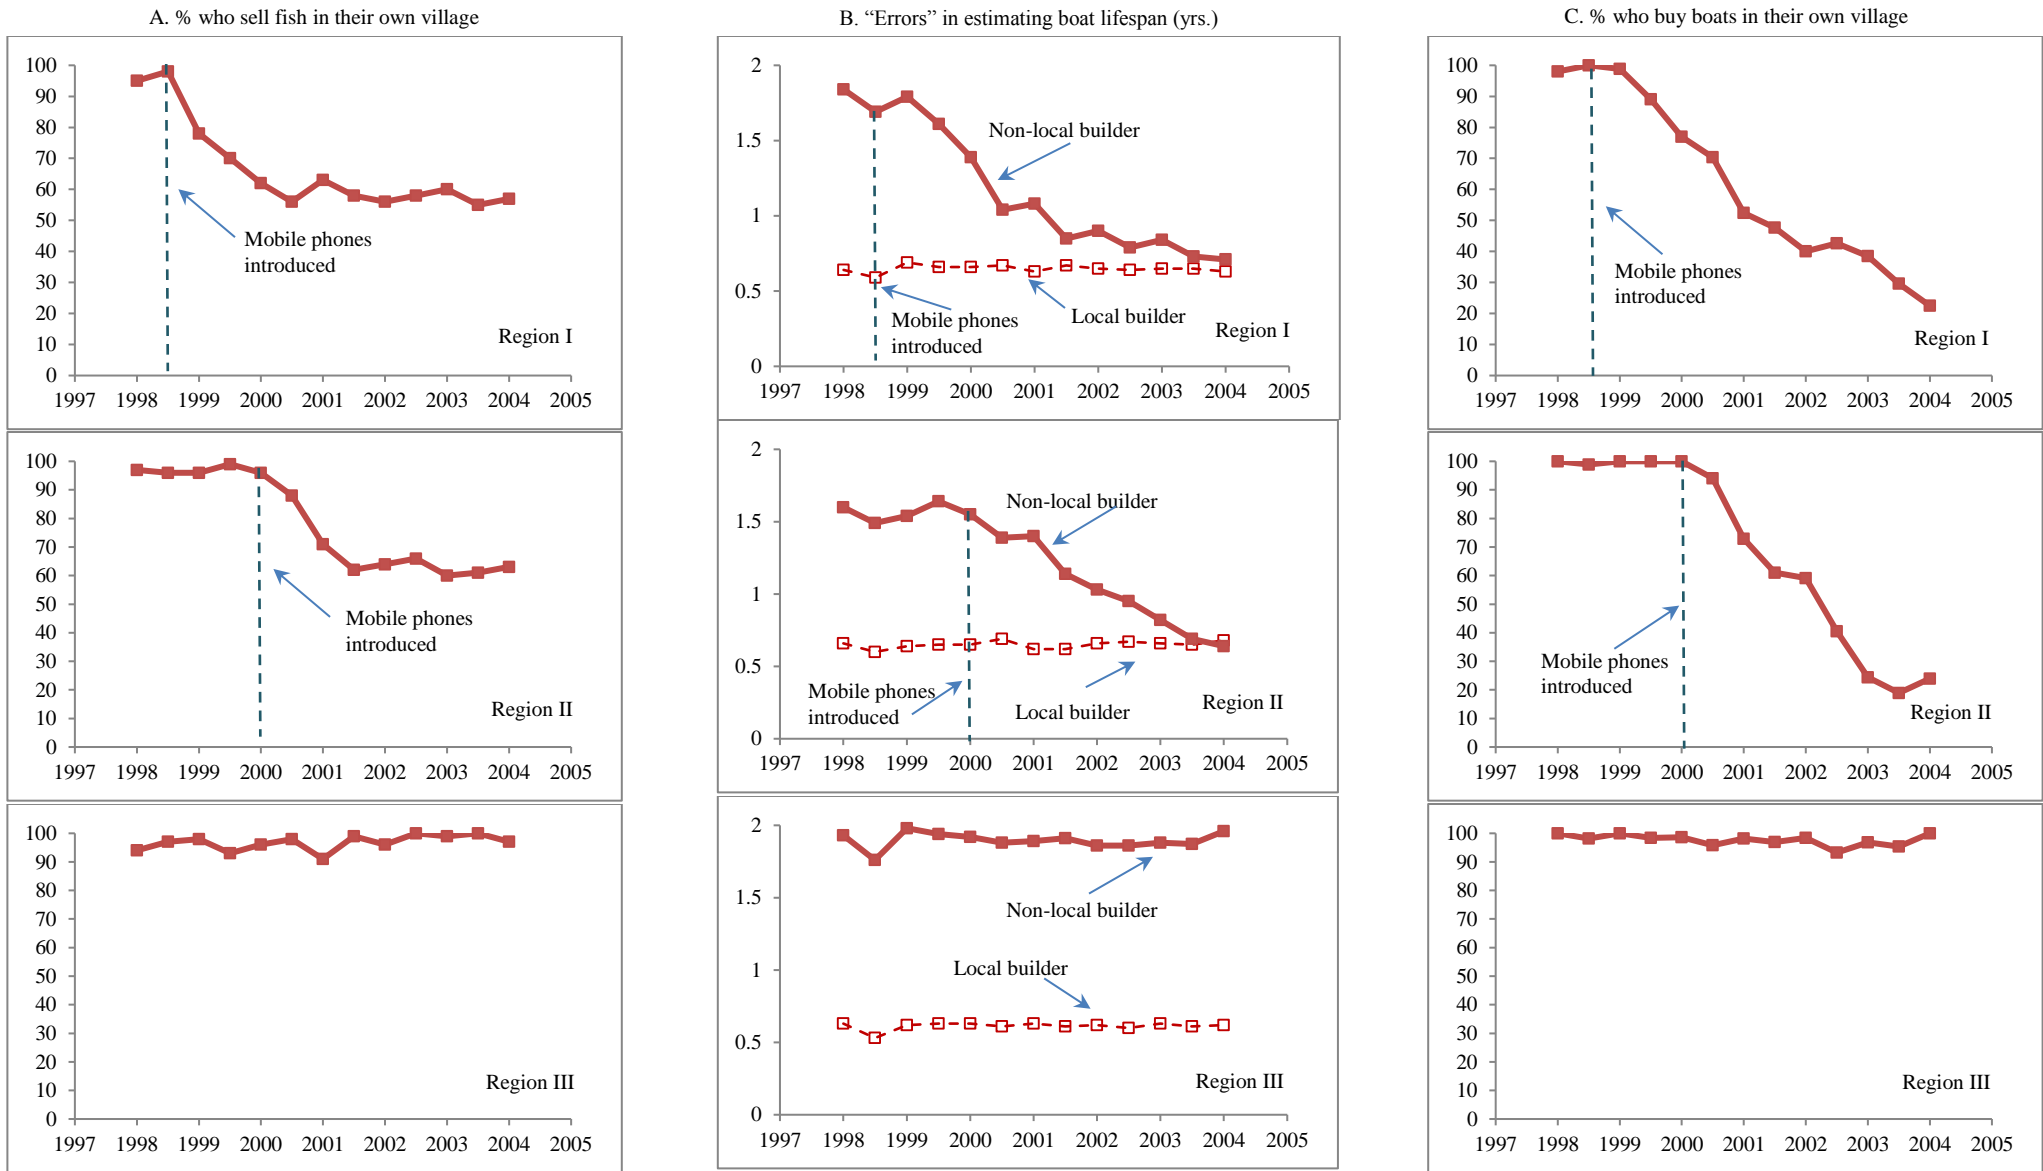 A. % who sell fish in their own village
100
90
80
70
60
50
40
30
20
10
0
1997 1998 1999 2000 2001 2002 2003 2004 2005
Mobile phones
introduced
Region I
B. “Errors” in estimating boat lifespan (yrs.)
2
1.5
1
0.5
0
1997 1998 1999 2000 2001 2002 2003 2004 2005
Non-local builder
Mobile phones
introduced
Local builder
Region I
C. % who buy boats in their own village
100
90
80
70
60
50
40
30
20
10
0
1997 1998 1999 2000 2001 2002 2003 2004 2005
Mobile phones
introduced
Region I
100
90
80
70
60
50
40
30
20
10
0
1997 1998 1999 2000 2001 2002 2003 2004 2005
Mobile phones
introduced
Region II
2
1.5
1
0.5
0
1997 1998 1999 2000 2001 2002 2003 2004 2005
Non-local builder
Mobile phones
introduced
Local builder
Region II
100
90
80
70
60
50
40
30
20
10
0
1997 1998 1999 2000 2001 2002 2003 2004 2005
Mobile phones
introduced
Region II
100
90
80
70
60
50
40
30
20
10
0
1997 1998 1999 2000 2001 2002 2003 2004 2005
Region III
2
1.5
1
0.5
0
1997 1998 1999 2000 2001 2002 2003 2004 2005
Non-local builder
Local builder
Region III
100
90
80
70
60
50
40
30
20
10
0
1997 1998 1999 2000 2001 2002 2003 2004 2005
Region III